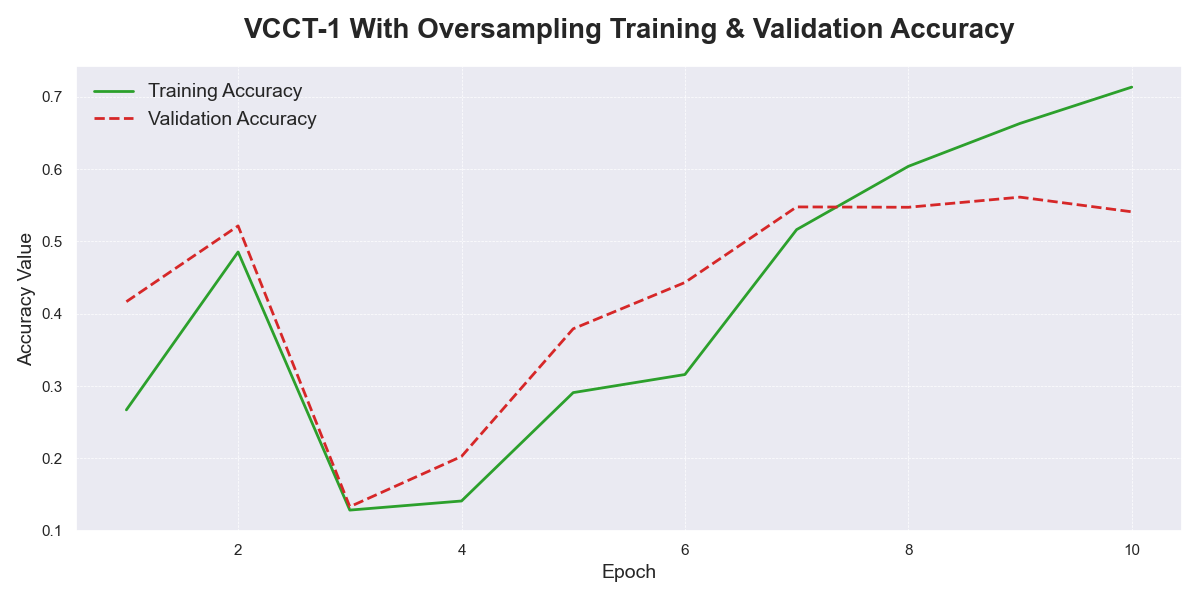 VCCT-1 With Oversampling Training & Validation Accuracy
Training Accuracy
Validation Accuracy
Accuracy Value
0.7
0.6
0.5
0.4
0.3
0.2
0.1
2 4 6 8 10
Epoch